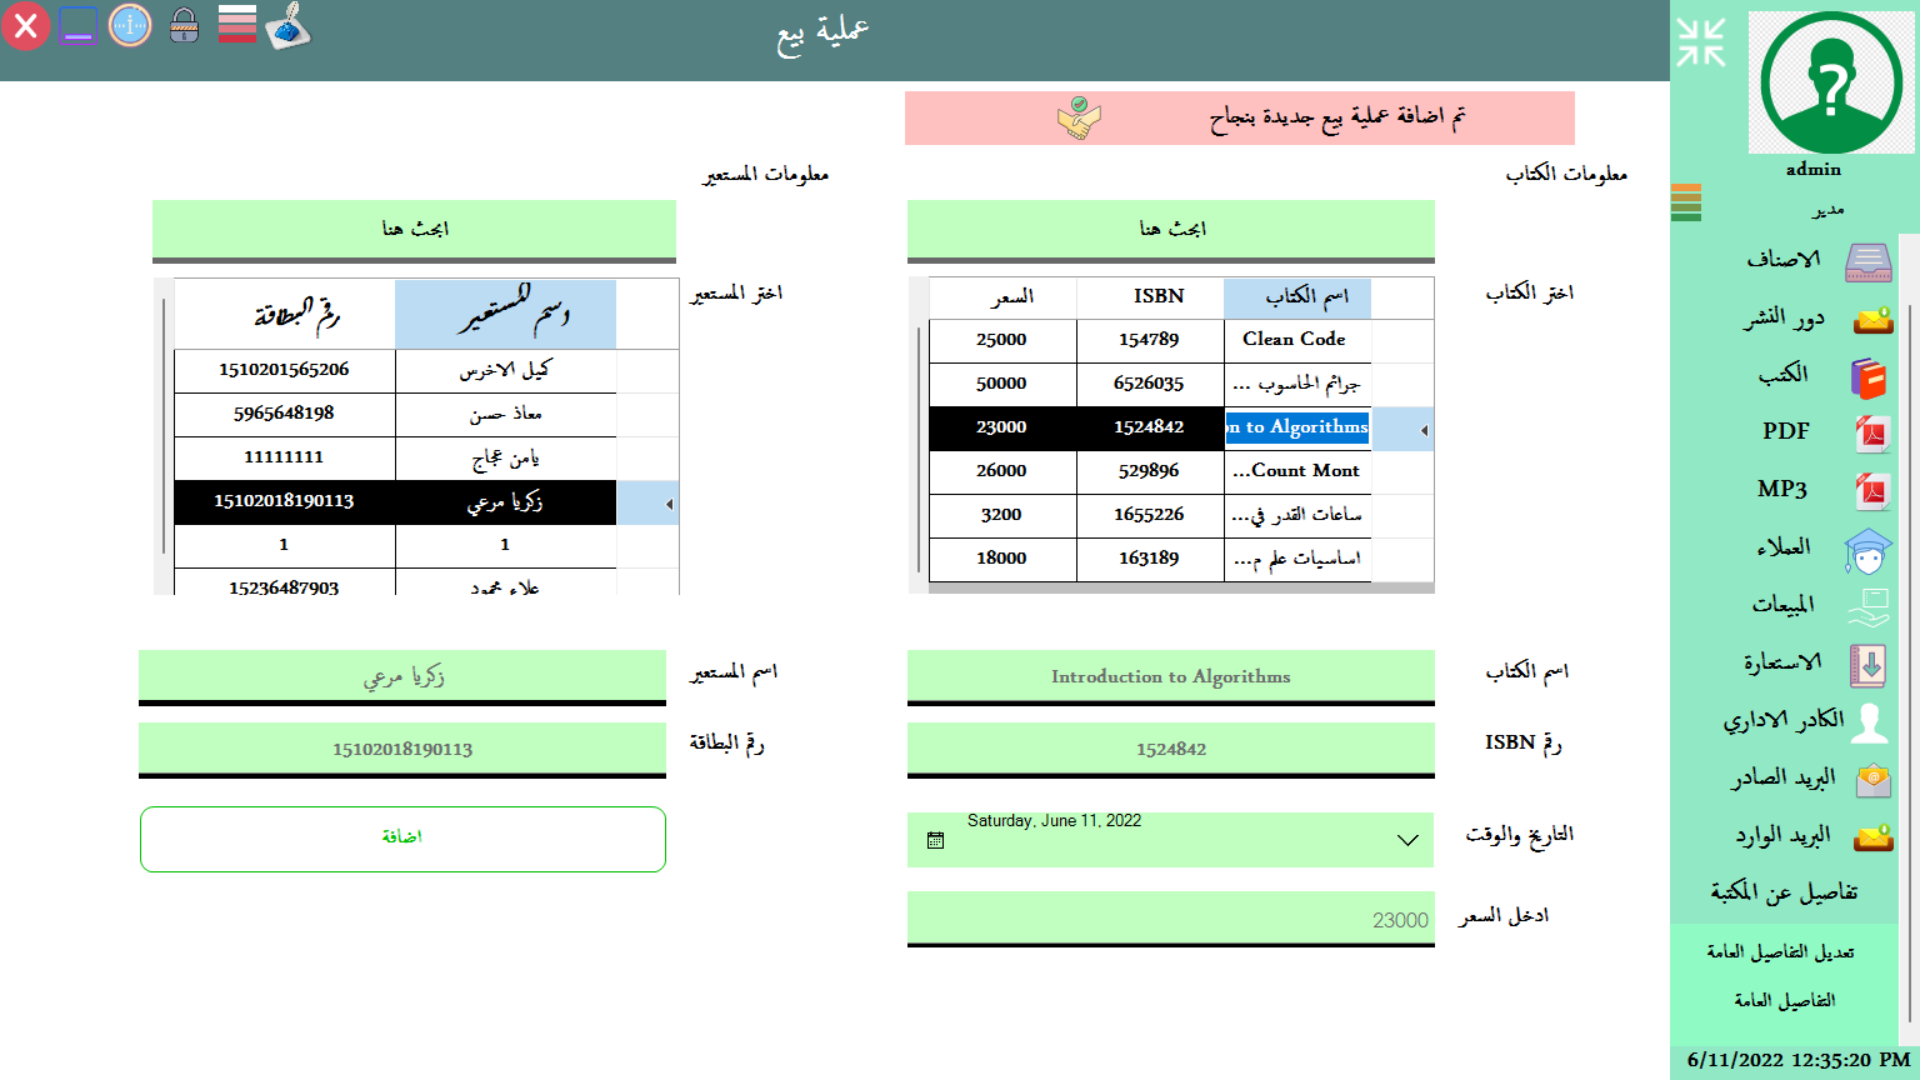 عملية بيع
تم اضافة عملية بيع جديدة بنجاح
معلومات الكتاب
ابحث هنا
اختر الكتاب
اسم الكتاب ISBN السعر
Clean Code 154789 25000
جرائم الحاسوب ... 6526035 50000
on to Algorithms 1524842 23000
Count Mont... 529896 26000
ساعات القدر في... 1655226 3200
اساسيات علم م... 163189 18000
اسم الكتاب
Introduction to Algorithms
رقم ISBN
1524842
التاريخ والوقت
Saturday, June 11, 2022
ادخل السعر
23000
معلومات المستعير
ابحث هنا
اختر المستعير
اسم المستعير رقم البطاقة
كميل الاخرس 1510201565206
معاذ حسن 5965648198
يامن عجاج 11111111
زكريا مرعي 15102018190113
1 1
علاء محمود 15236487903
اسم المستعير
زكريا مرعي
رقم البطاقة
15102018190113
اضافة
admin
مدير
الاصناف
دور النشر
الكتب
PDF
MP3
العملاء
المبيعات
الاستعارة
الكادر الاداري
البريد الصادر
البريد الوارد
تفاصيل عن المكتبة
تعديل التفاصيل العامة
التفاصيل العامة
6/11/2022 12:35:20 PM